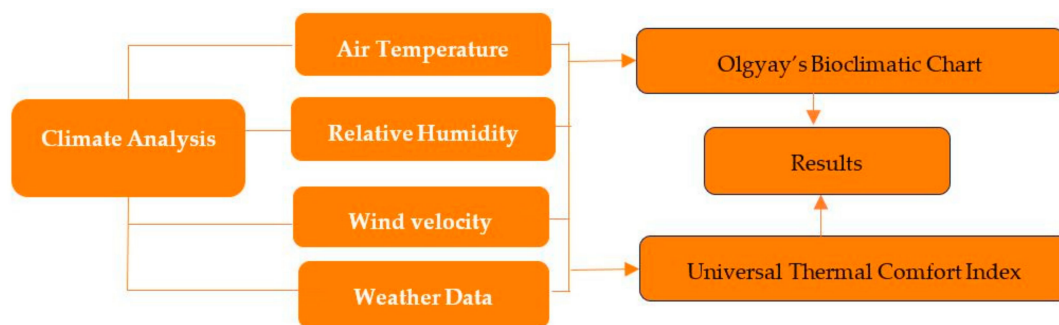 Climate Analysis
Air Temperature
Relative Humidity
Wind velocity
Weather Data
Olgyay’s Bioclimatic Chart
Results
Universal Thermal Comfort Index